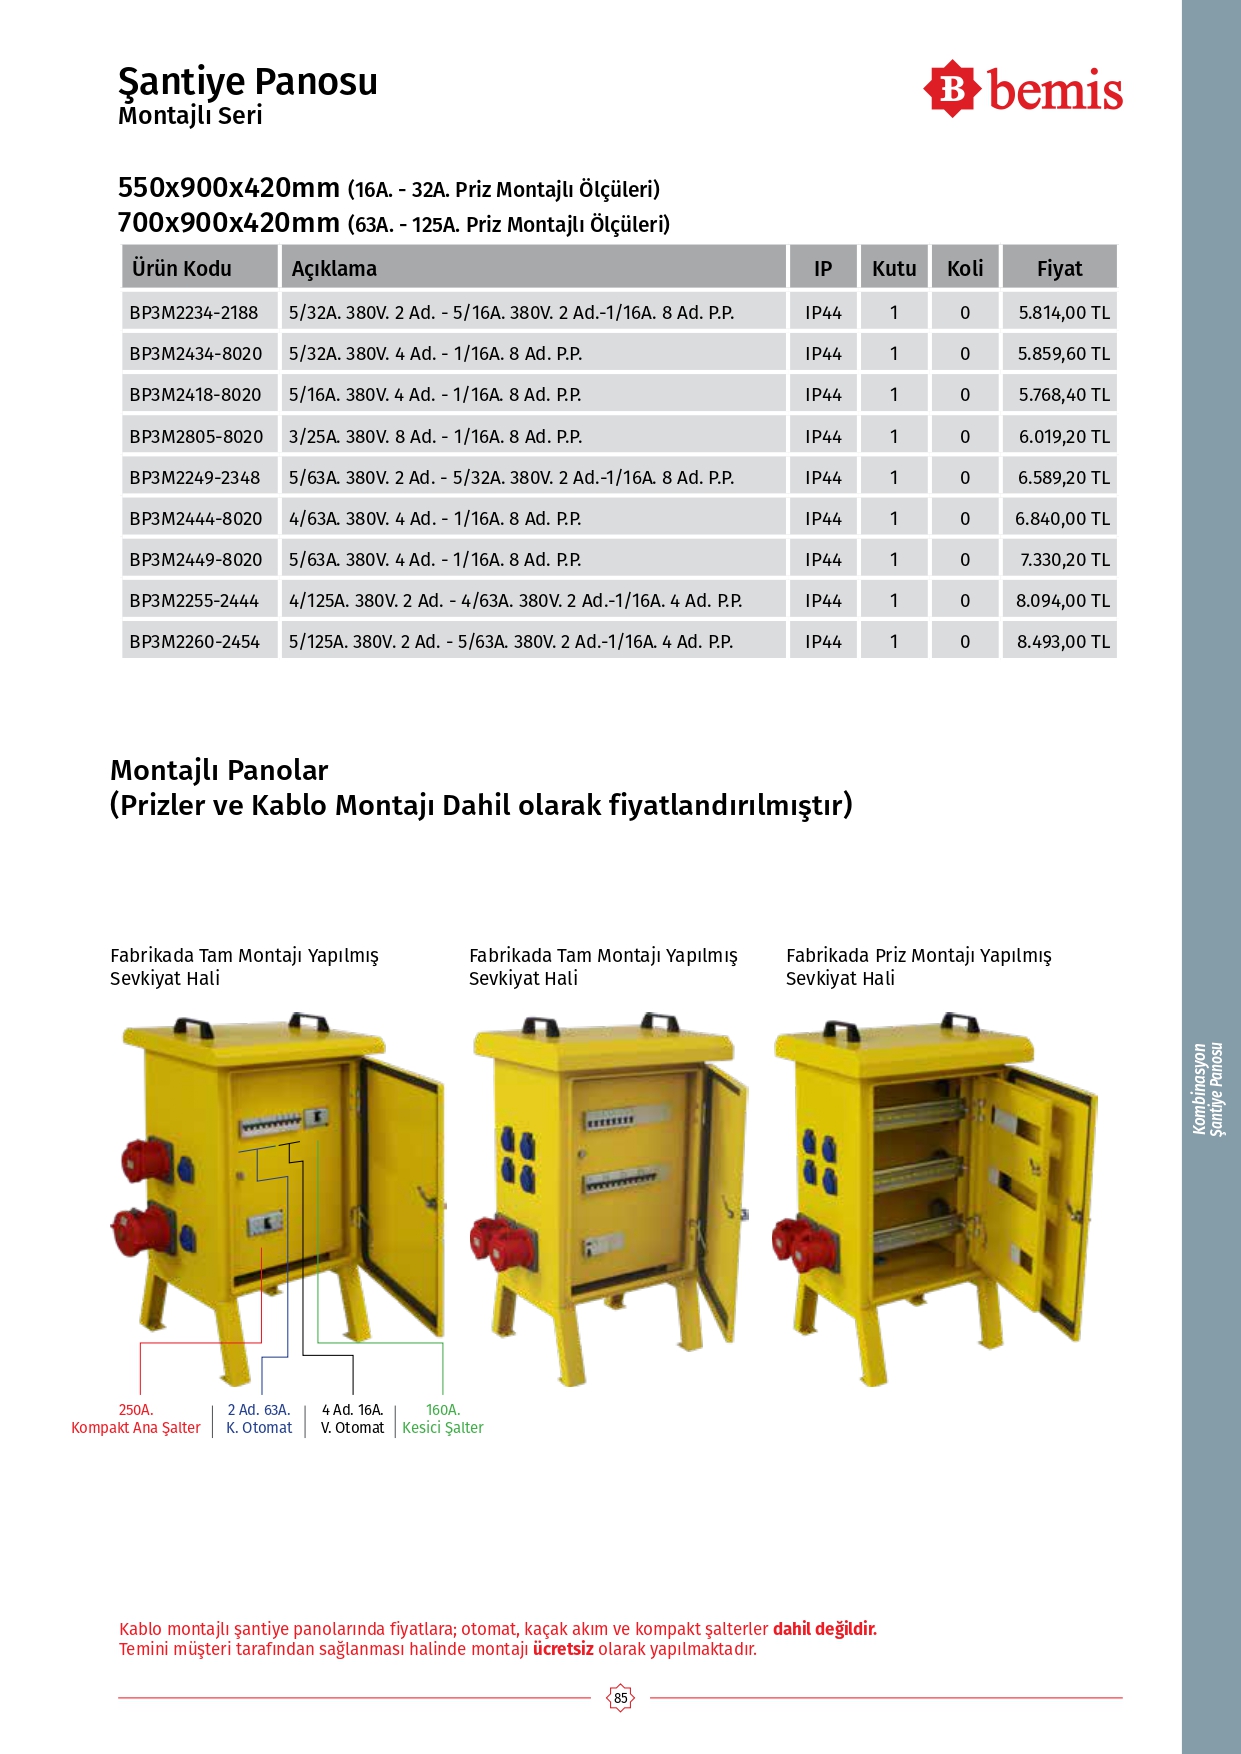 Şantiye Panosu
Montajlı Seri
B bemis
550x900x420mm (16A. - 32A. Priz Montajlı Ölçüleri)
700x900x420mm (63A. - 125A. Priz Montajlı Ölçüleri)
Ürün Kodu Açıklama IP Kutu Koli Fiyat
BP3M2234-2188 5/32A. 380V. 2 Ad. - 5/16A. 380V. 2 Ad.-1/16A. 8 Ad. P.P. IP44 1 0 5.814,00 TL
BP3M2434-8020 5/32A. 380V. 4 Ad. - 1/16A. 8 Ad. P.P. IP44 1 0 5.859,60 TL
BP3M2418-8020 5/16A. 380V. 4 Ad. - 1/16A. 8 Ad. P.P. IP44 1 0 5.768,40 TL
BP3M2805-8020 3/25A. 380V. 8 Ad. - 1/16A. 8 Ad. P.P. IP44 1 0 6.019,20 TL
BP3M2249-2348 5/63A. 380V. 2 Ad. - 5/32A. 380V. 2 Ad.-1/16A. 8 Ad. P.P. IP44 1 0 6.589,20 TL
BP3M2444-8020 4/63A. 380V. 4 Ad. - 1/16A. 8 Ad. P.P. IP44 1 0 6.840,00 TL
BP3M2449-8020 5/63A. 380V. 4 Ad. - 1/16A. 8 Ad. P.P. IP44 1 0 7.330,20 TL
BP3M2255-2444 4/125A. 380V. 2 Ad. - 4/63A. 380V. 2 Ad.-1/16A. 4 Ad. P.P. IP44 1 0 8.094,00 TL
BP3M2260-2454 5/125A. 380V. 2 Ad. - 5/63A. 380V. 2 Ad.-1/16A. 4 Ad. P.P. IP44 1 0 8.493,00 TL
Montajlı Panolar
(Prizler ve Kablo Montajı Dahil olarak fiyatlandırılmıştır)
Fabrikada Tam Montajı Yapılmış
Sevkiyat Hali
Fabrikada Tam Montajı Yapılmış
Sevkiyat Hali
Fabrikada Priz Montajı Yapılmış
Sevkiyat Hali
250A.
Kompakt Ana Şalter
2 Ad. 63A.
K. Otomat
4 Ad. 16A.
V. Otomat
160A.
Kesici Şalter
Kombinasyon
Şantiye Panosu
Kablo montajlı şantiye panolarında fiyatlara; otomat, kaçak akım ve kompakt şalterler dahil değildir.
Temini müşteri tarafından sağlanması halinde montajı ücretsiz olarak yapılmaktadır.
85